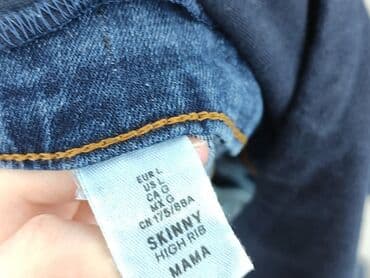 EUR L
US L
CA G
MX G
CN 175/88A
SKINNY
HIGH RIB
MAMA